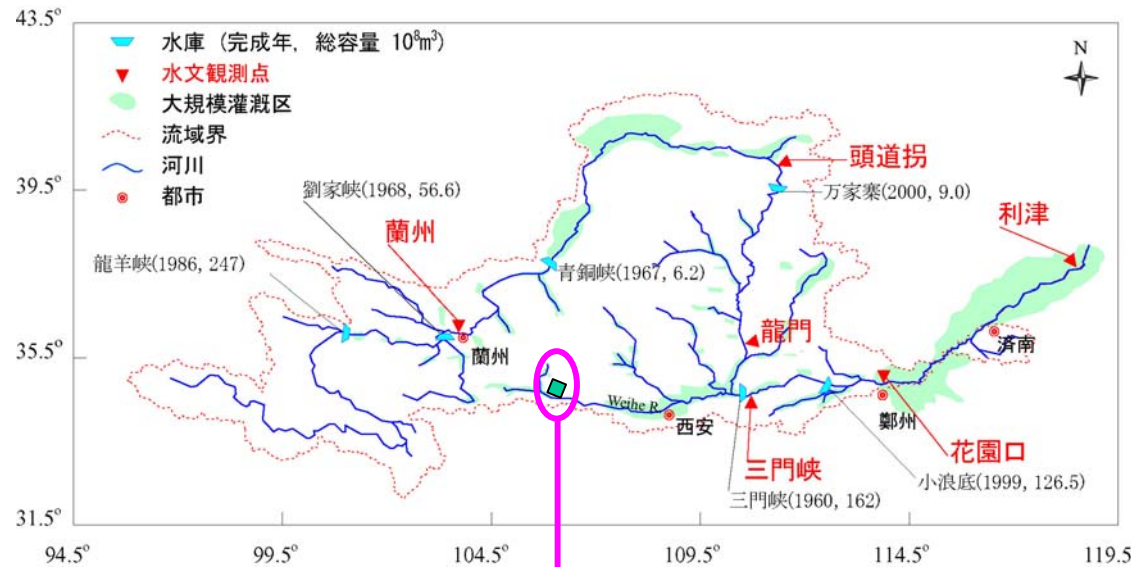 43.5°
39.5°
35.5°
31.5°
94.5°
99.5°
104.5°
109.5°
114.5°
119.5
水庫 (完成年, 総容量 10⁸m³)
水文観測点
大規模灌漑区
流域界
河川
都市
N
頭道拐
万家寨(2000, 9.0)
劉家峡(1968, 56.6)
利津
蘭州
龍羊峡(1986, 247)
青銅峡(1967, 6.2)
龍門
済南
蘭州
Weihe R
西安
鄭州
花園口
三門峡
小浪底(1999, 126.5)
三門峡(1960, 162)